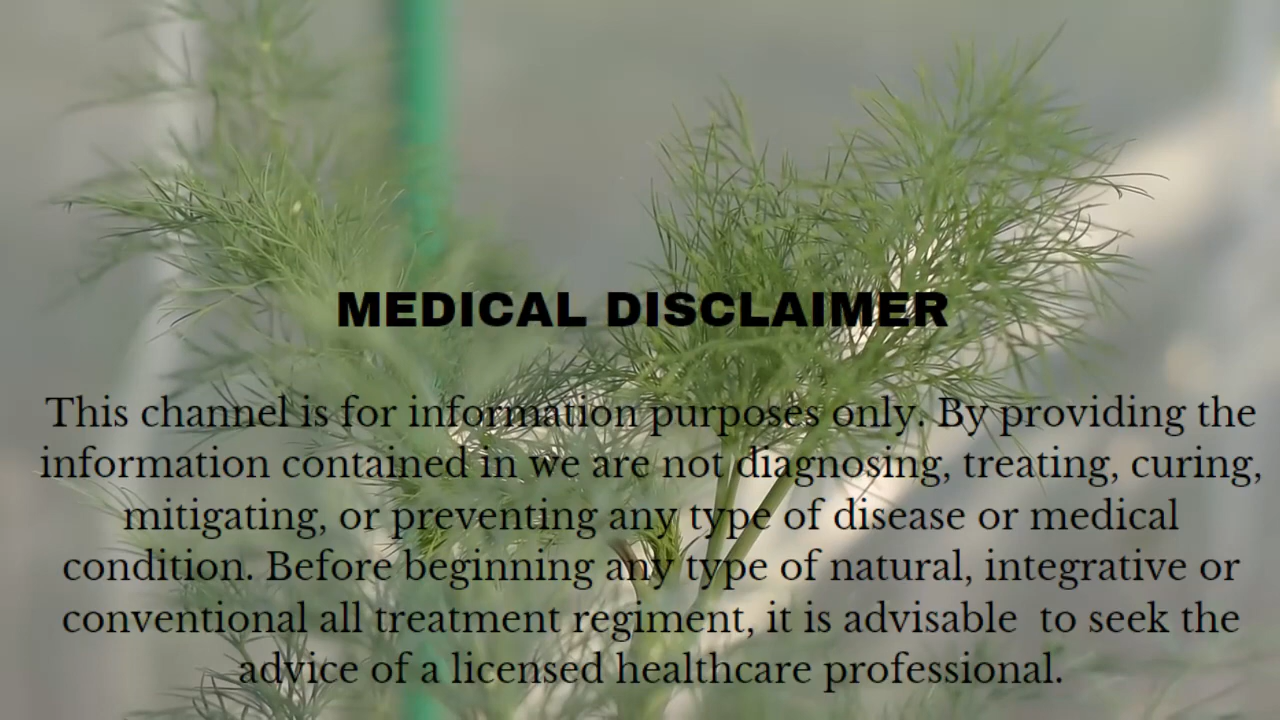 MEDICAL DISCLAIMER
This channel is for information purposes only. By providing the
information contained in we are not diagnosing, treating, curing,
mitigating, or preventing any type of disease or medical
condition. Before beginning any type of natural, integrative or
conventional all treatment regiment, it is advisable  to seek the
advice of a licensed healthcare professional.